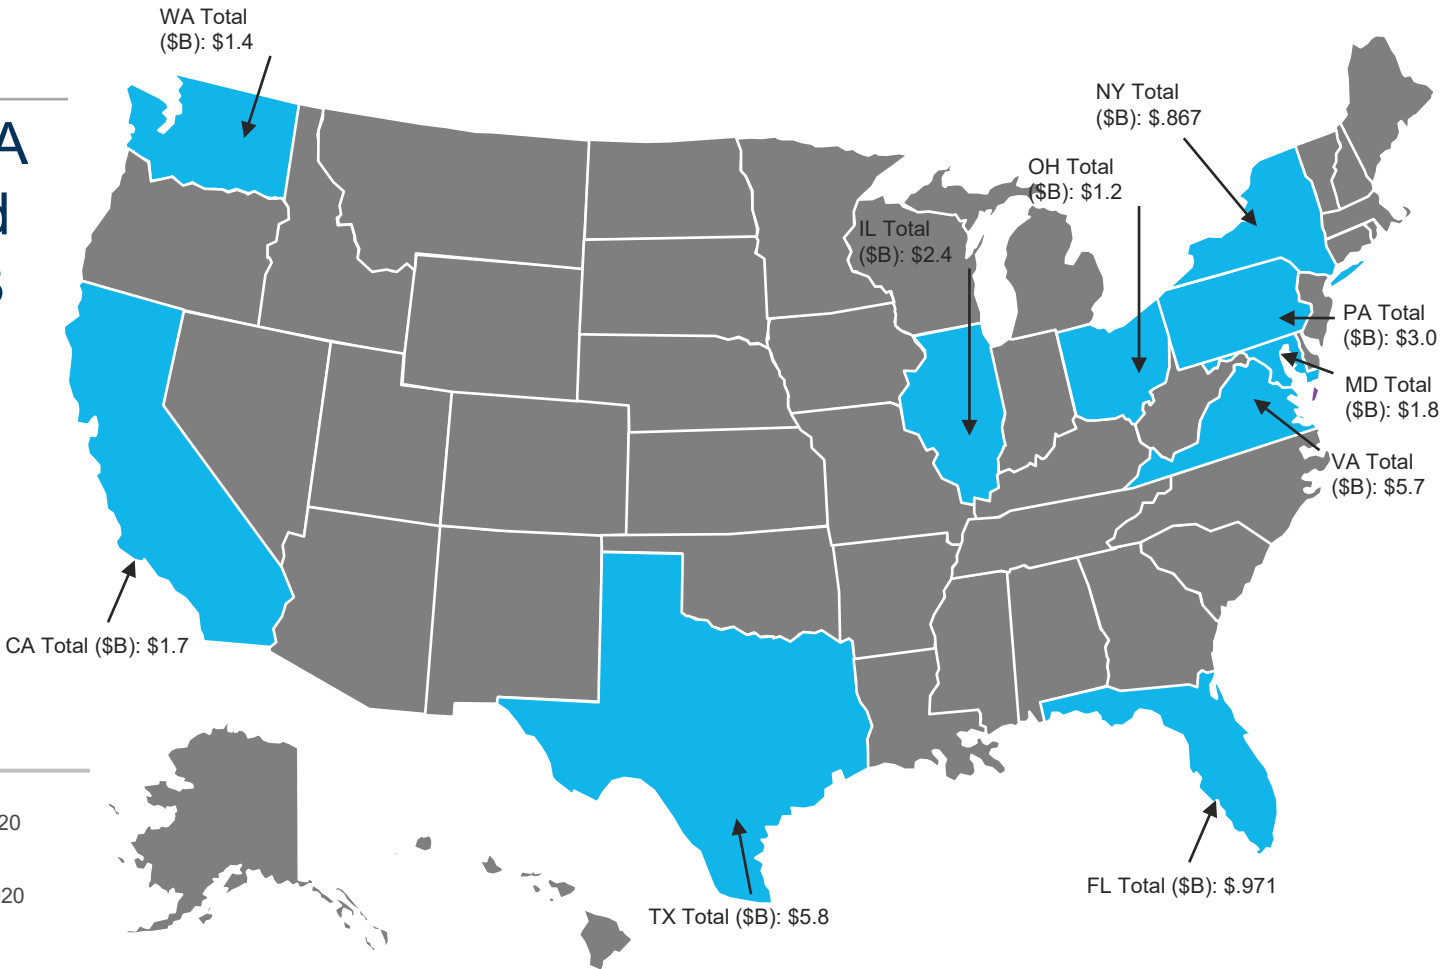 WA Total
($B): $1.4
A
d
NY Total
($B): $.867
OH Total
($B): $1.2
IL Total
($B): $2.4
PA Total
($B): $3.0
MD Total
($B): $1.8
VA Total
($B): $5.7
CA Total ($B): $1.7
20
20
FL Total ($B): $.971
TX Total ($B): $5.8